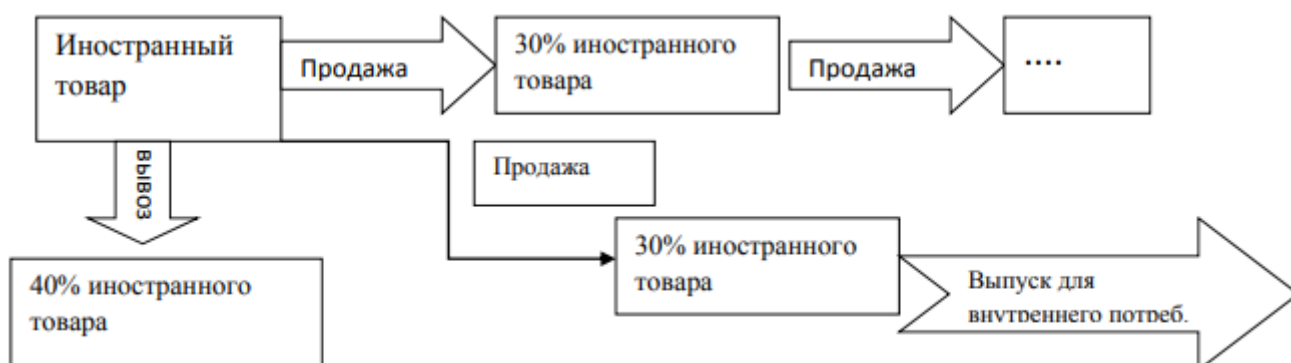 Иностранный
товар
Продажа
30% иностранного
товара
Продажа
....
вывоз
Продажа
40% иностранного
товара
30% иностранного
товара
Выпуск для
внутреннего потреб.